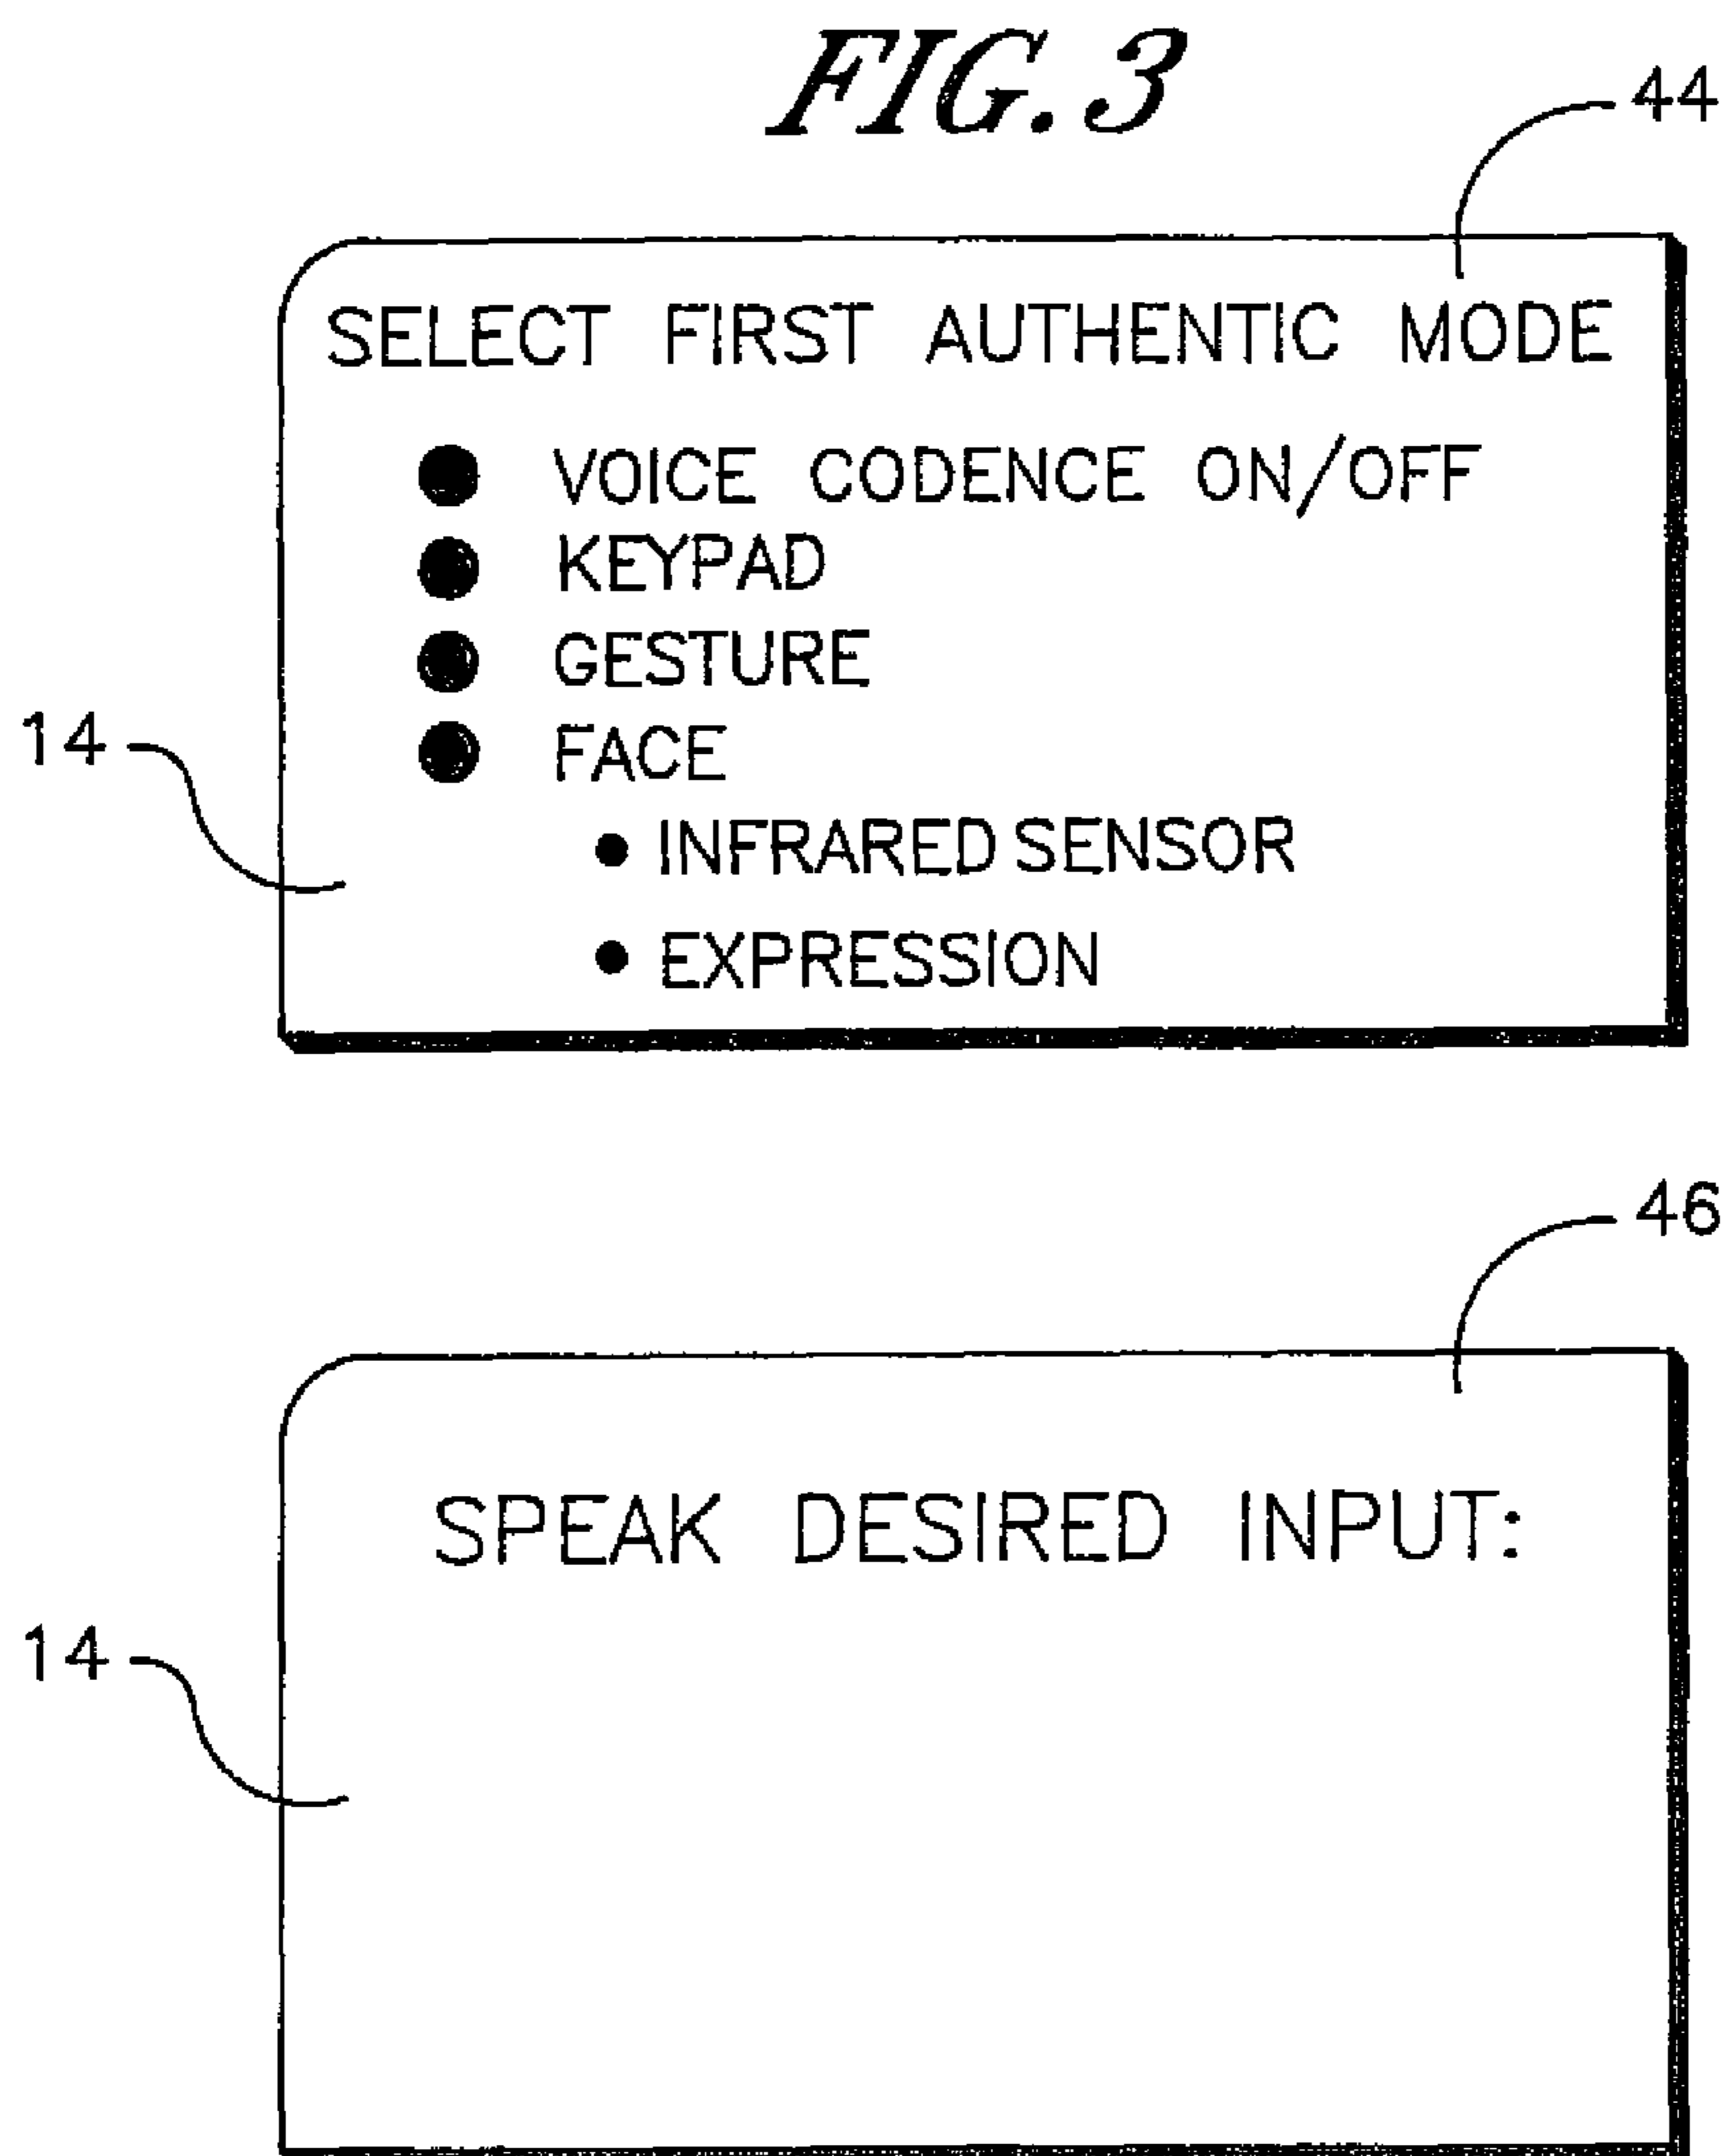 FIG. 3
44
SELECT FIRST AUTHENTIC MODE
● VOICE CODENCE ON/OFF
● KEYPAD
● GESTURE
● FACE
• INFRARED SENSOR
• EXPRESSION
14
46
SPEAK DESIRED INPUT:
14